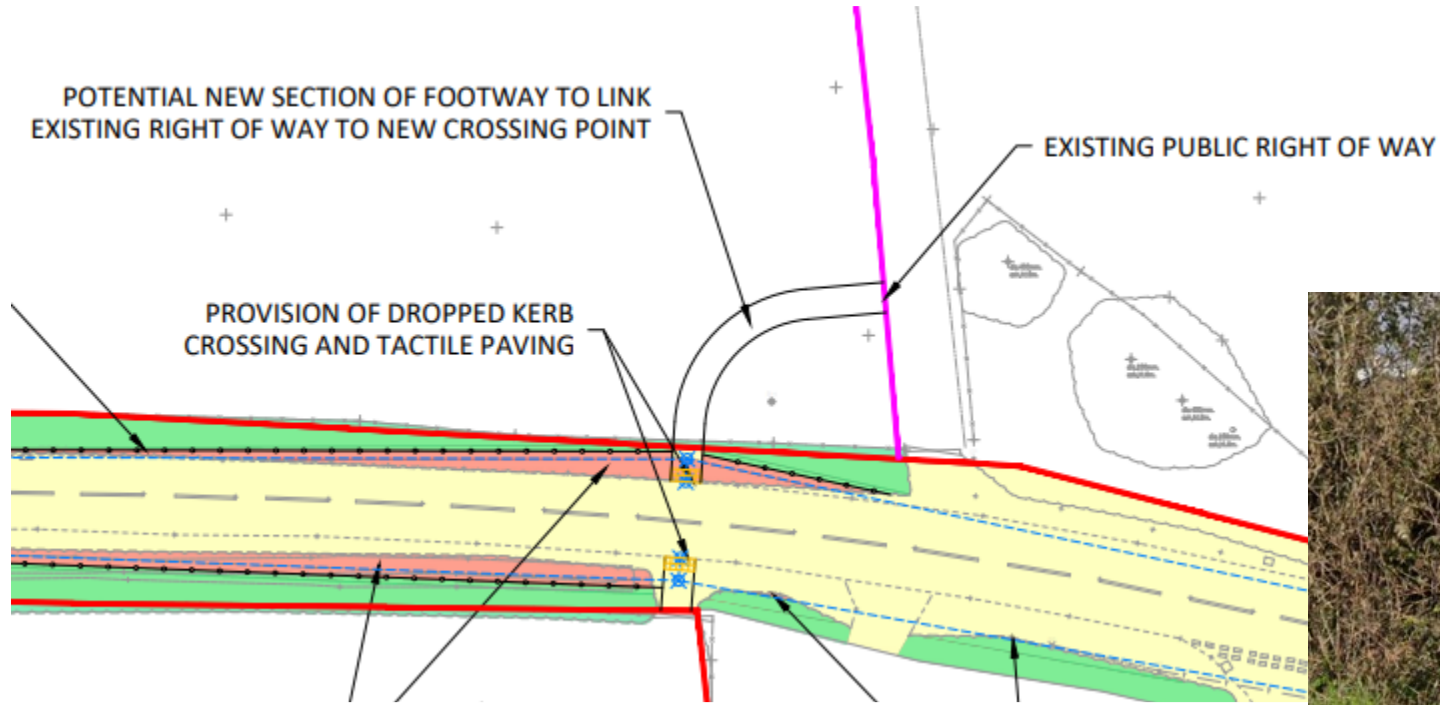 POTENTIAL NEW SECTION OF FOOTWAY TO LINK
EXISTING RIGHT OF WAY TO NEW CROSSING POINT
EXISTING PUBLIC RIGHT OF WAY
PROVISION OF DROPPED KERB
CROSSING AND TACTILE PAVING